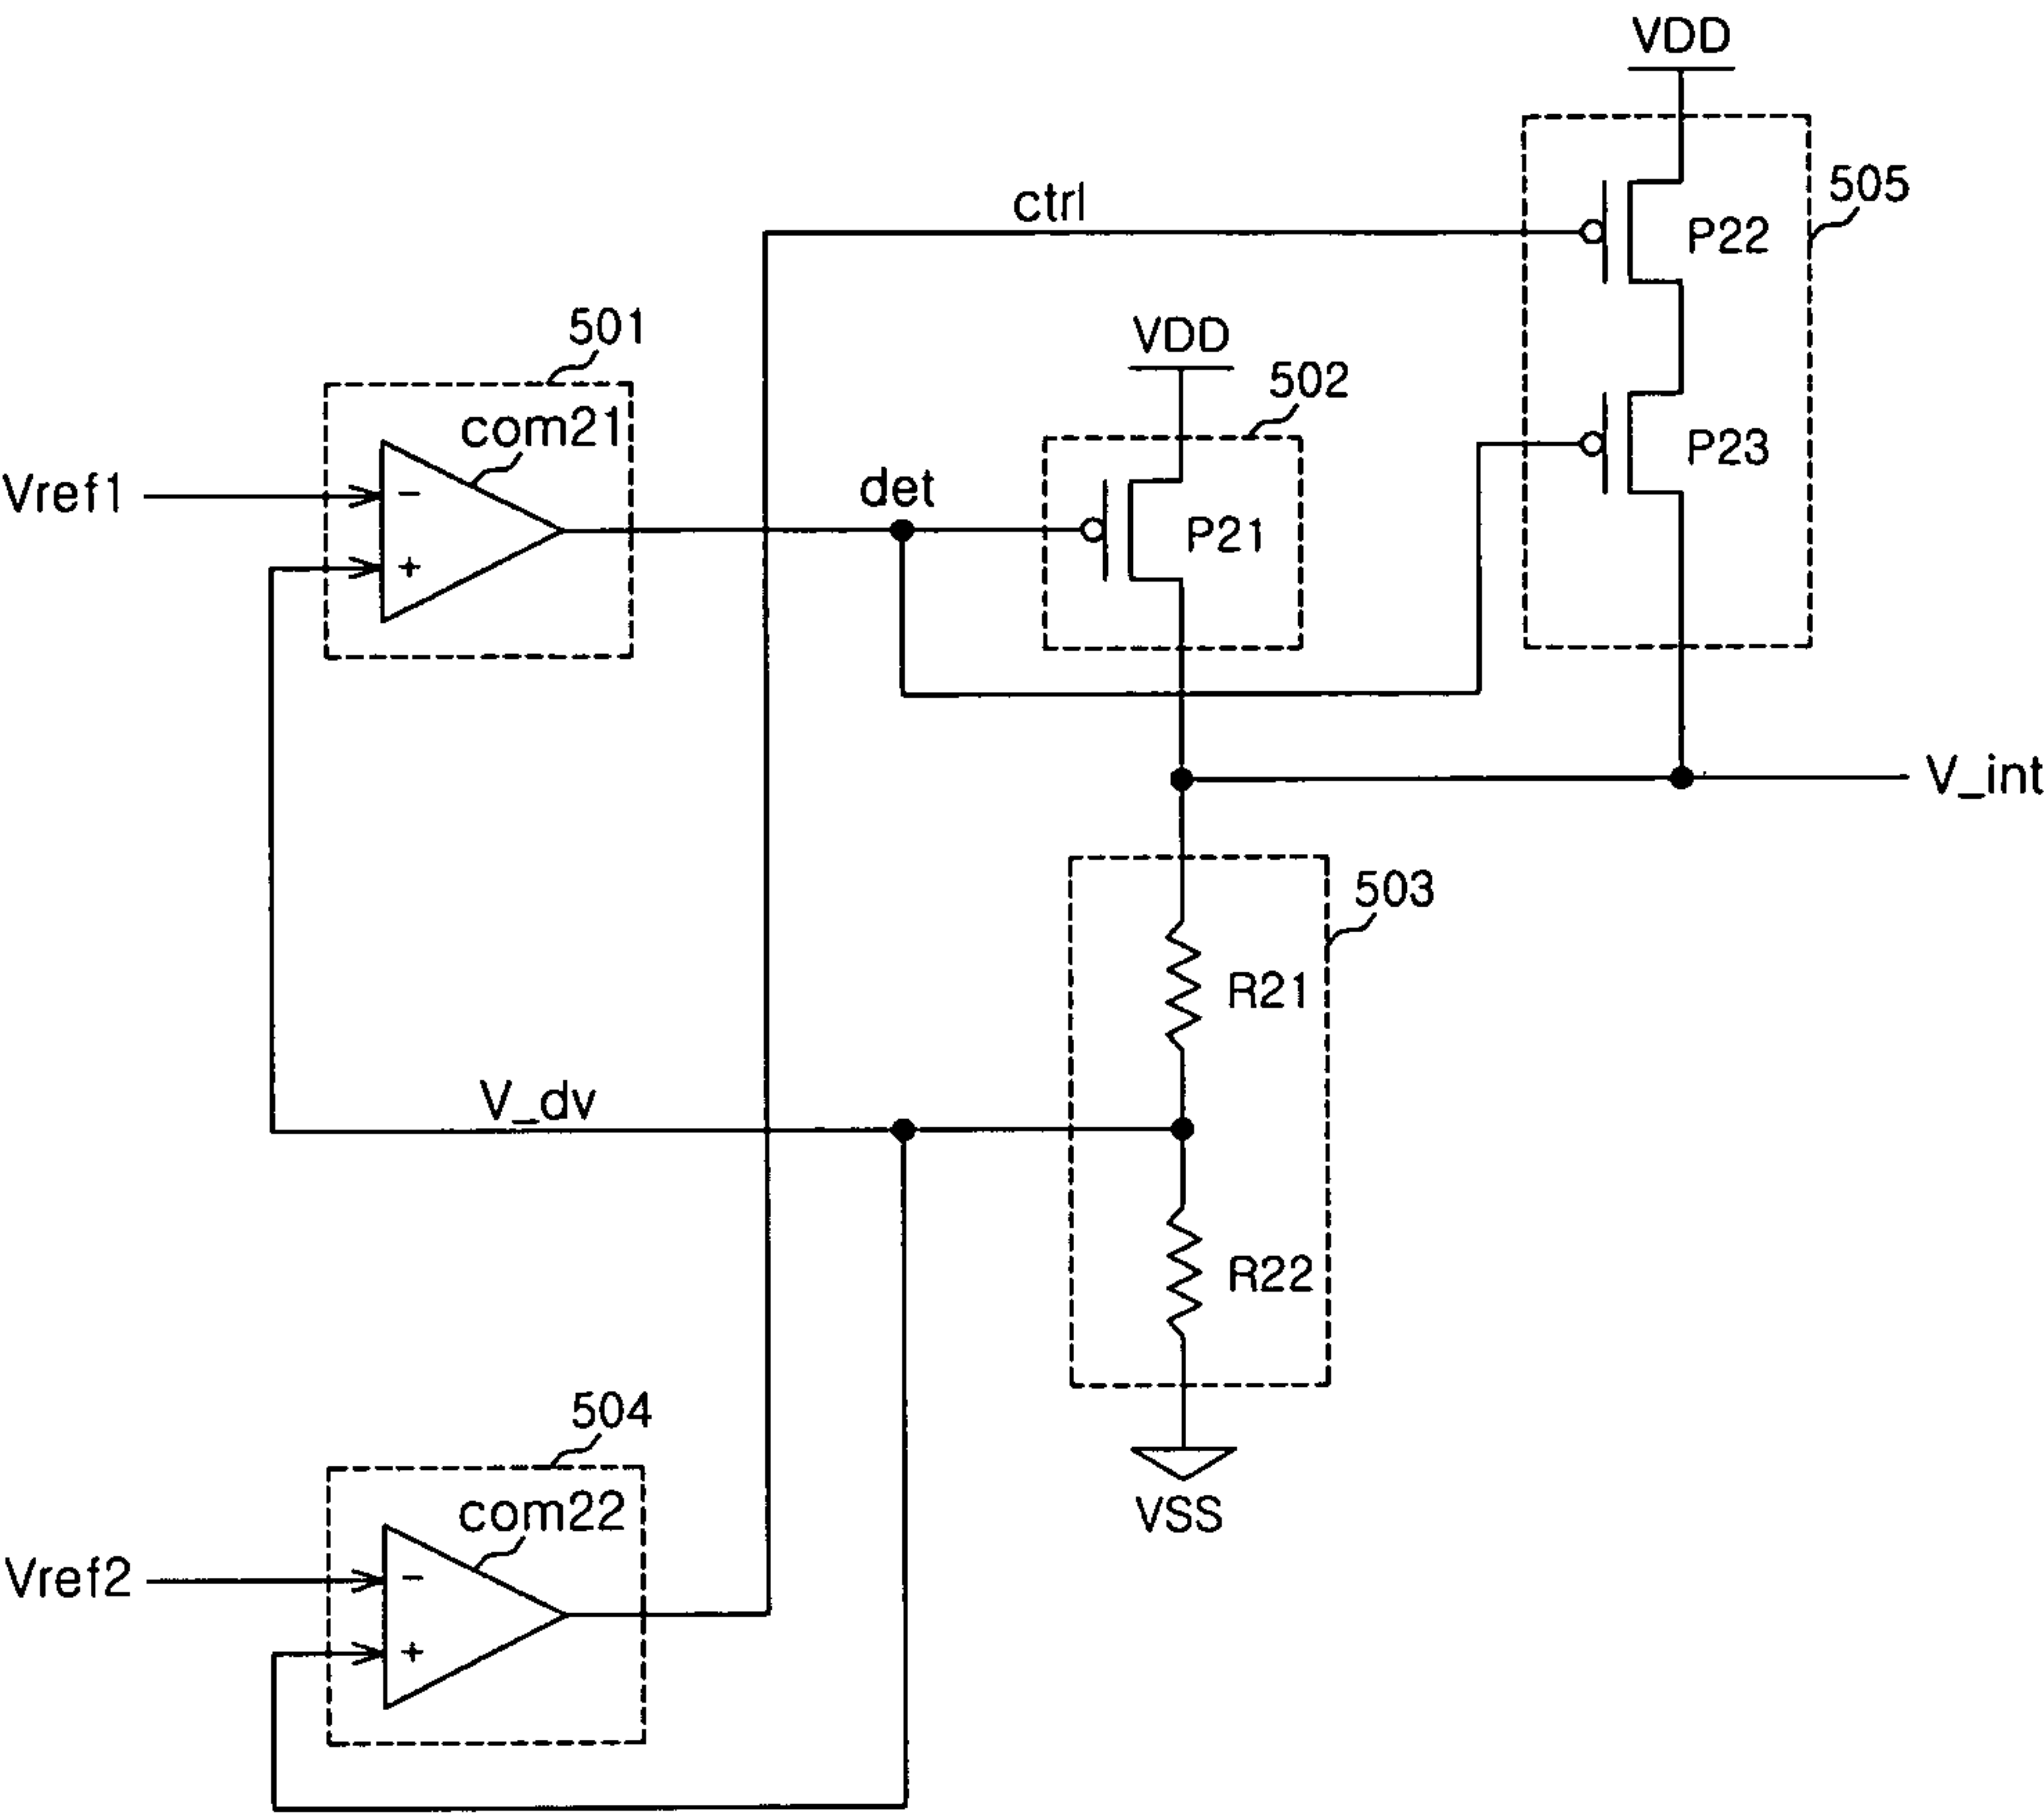 VDD
505
ctrl
P22
501
VDD
502
com21
P23
Vref1
−
det
P21
+
V_int
503
R21
V_dv
R22
504
com22
VSS
Vref2
−
+